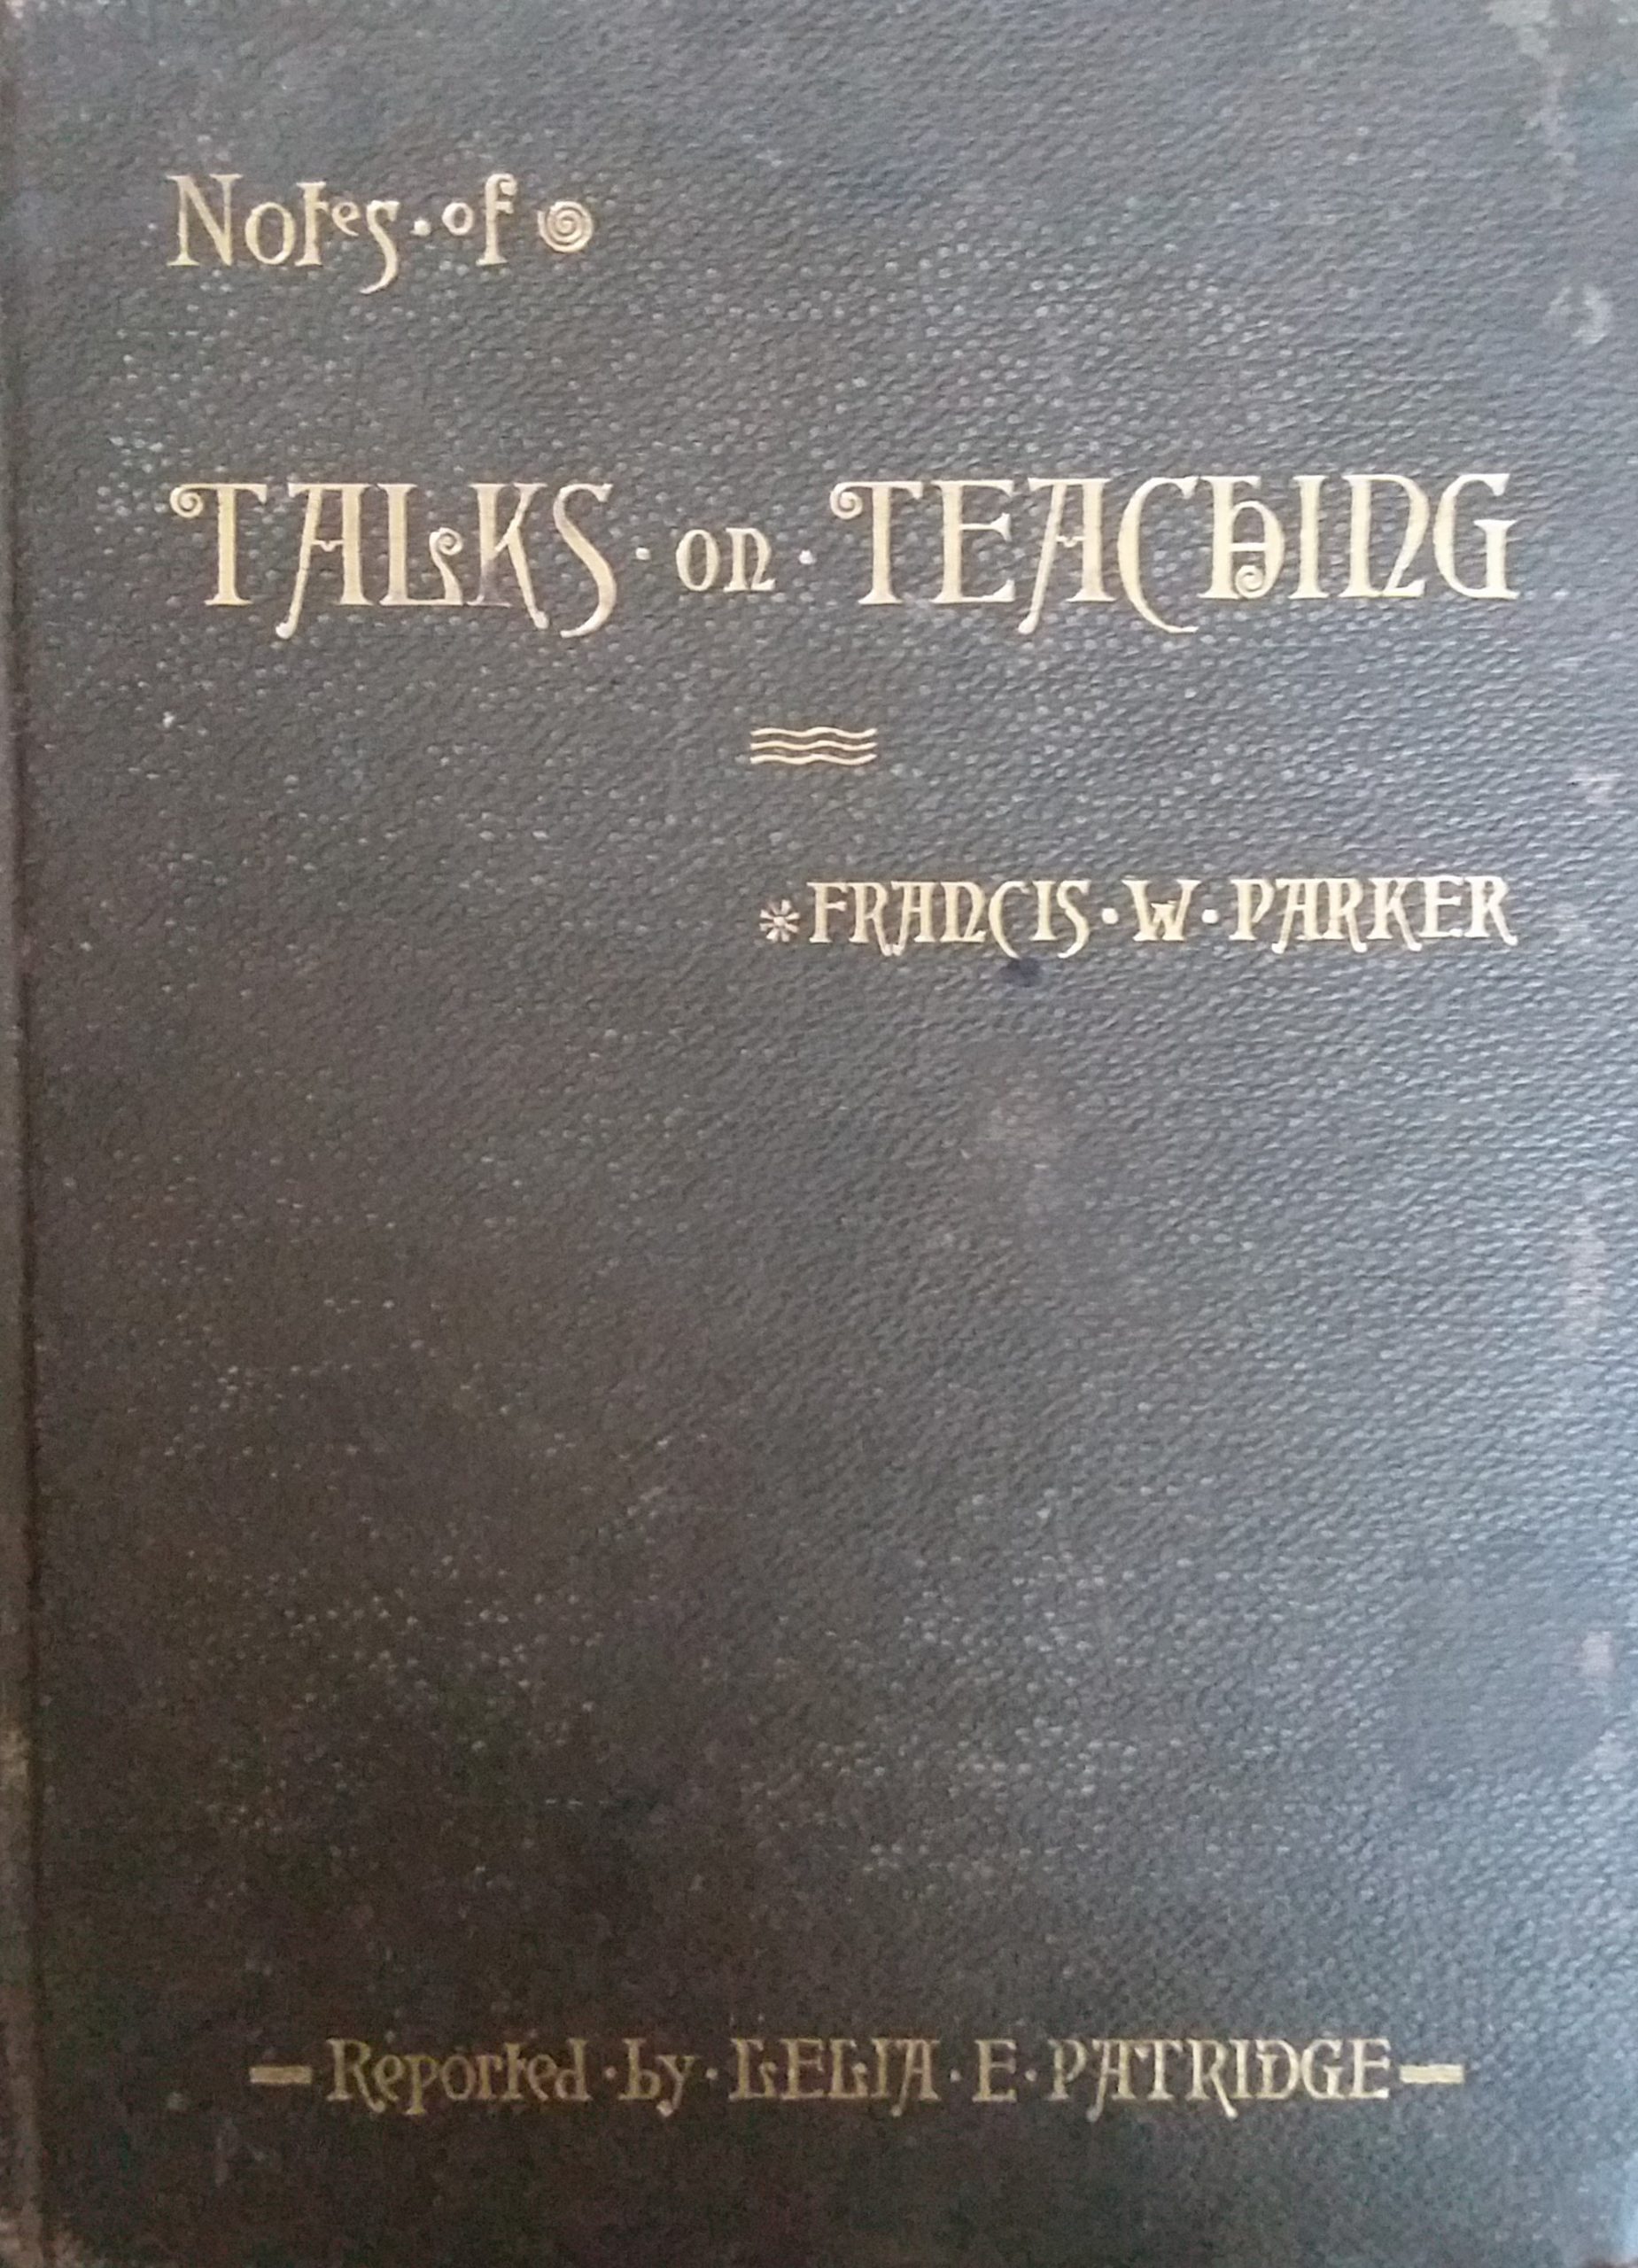 Notes · of
TALKS · on · TEACHING
FRANCIS · W · PARKER
Reported · by · LELIA · E · PATRIDGE